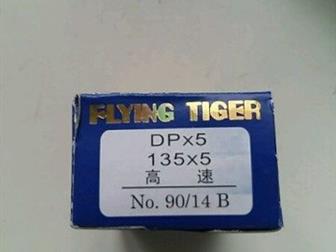 FLYING TIGER
DP×5
135×5
高 速
No. 90/14 B